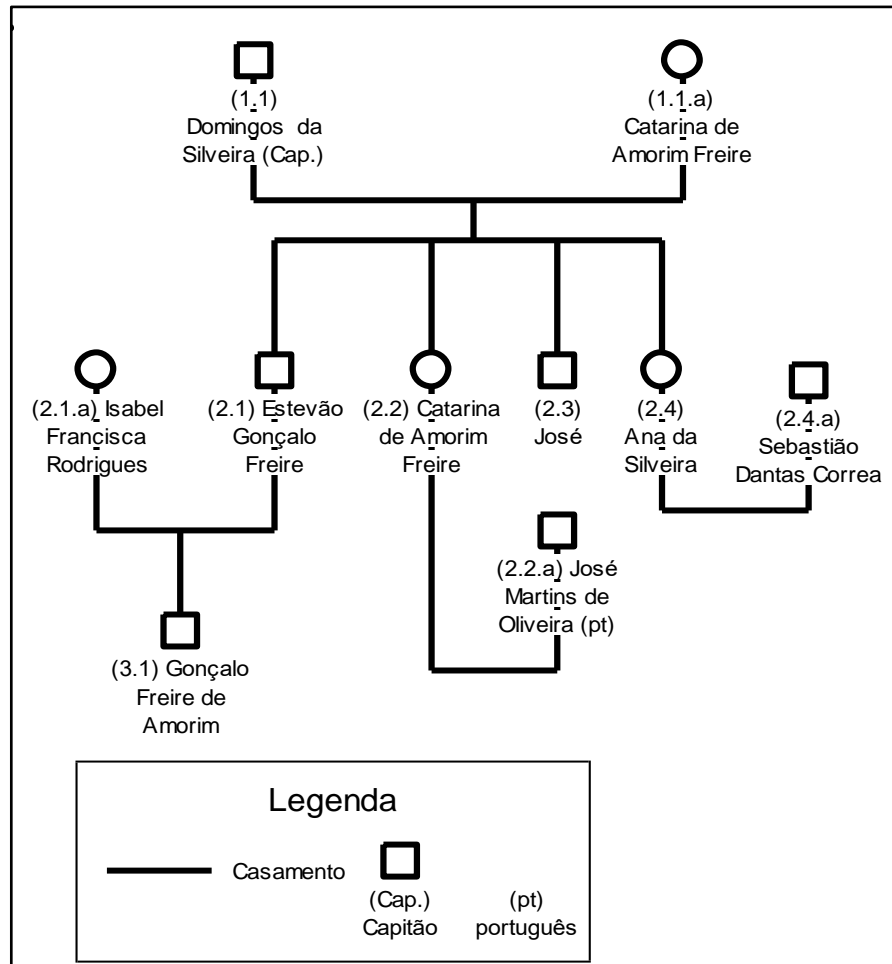 (1.1)
Domingos da
Silveira (Cap.)
(1.1.a)
Catarina de
Amorim Freire
(2.1.a) Isabel
Francisca
Rodrigues
(2.1) Estevão
Gonçalo
Freire
(2.2) Catarina
de Amorim
Freire
(2.3)
José
(2.4)
Ana da
Silveira
(2.4.a)
Sebastião
Dantas Correa
(2.2.a) José
Martins de
Oliveira (pt)
(3.1) Gonçalo
Freire de
Amorim
Legenda
Casamento
(Cap.)
Capitão
(pt)
português